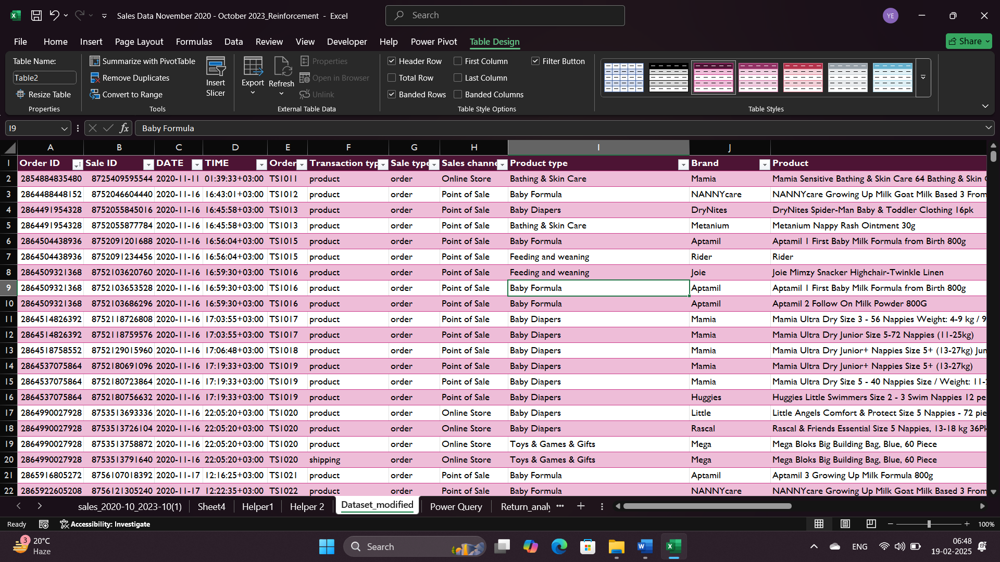 Sales Data November 2020 - October 2023_Reinforcement - Excel
Search
YE
File Home Insert Page Layout Formulas Data Review View Developer Help Power Pivot Table Design
Share
Table Name:
Table2
Resize Table
Properties
Summarize with PivotTable
Remove Duplicates
Convert to Range
Tools
Insert Slicer
Export
Refresh
Properties
Open in Browser
Unlink
External Table Data
Header Row First Column Filter Button
Total Row Last Column
Banded Rows Banded Columns
Table Style Options
Table Styles
I9 fx Baby Formula
A B C D E F G H I J
1 Order ID Sale ID DATE TIME Order Transaction typ Sale type Sales channe Product type Brand Product
2 2854884835480 8725409595544 2020-11-11 01:39:33+03:00 TS1011 product order Online Store Bathing & Skin Care Mamia Mamia Sensitive Bathing & Skin Care 64 Bathing & Skin
3 2864488448152 8752046604440 2020-11-16 16:43:01+03:00 TS1012 product order Point of Sale Baby Formula NANNYcare NANNYcare Growing Up Milk Goat Milk Based 3 From
4 2864491954328 8752055845016 2020-11-16 16:45:58+03:00 TS1013 product order Point of Sale Baby Diapers DryNites DryNites Spider-Man Baby & Toddler Clothing 16pk
5 2864491954328 8752055877784 2020-11-16 16:45:58+03:00 TS1013 product order Point of Sale Bathing & Skin Care Metanium Metanium Nappy Rash Ointment 30g
6 2864504438936 8752091201688 2020-11-16 16:56:04+03:00 TS1015 product order Point of Sale Baby Formula Aptamil Aptamil 1 First Baby Milk Formula from Birth 800g
7 2864504438936 8752091234456 2020-11-16 16:56:04+03:00 TS1015 product order Point of Sale Feeding and weaning Rider Rider
8 2864509321368 8752103620760 2020-11-16 16:59:30+03:00 TS1016 product order Point of Sale Feeding and weaning Joie Joie Mimzy Snacker Highchair-Twinkle Linen
9 2864509321368 8752103653528 2020-11-16 16:59:30+03:00 TS1016 product order Point of Sale Baby Formula Aptamil Aptamil 1 First Baby Milk Formula from Birth 800g
10 2864509321368 8752103686296 2020-11-16 16:59:30+03:00 TS1016 product order Point of Sale Baby Formula Aptamil Aptamil 2 Follow On Milk Powder 800G
11 2864514826392 8752118726808 2020-11-16 17:03:55+03:00 TS1017 product order Point of Sale Baby Diapers Mamia Mamia Ultra Dry Size 3 - 56 Nappies Weight: 4-9 kg / 9
12 2864514826392 8752118759576 2020-11-16 17:03:55+03:00 TS1017 product order Point of Sale Baby Diapers Mamia Mamia Ultra Dry Junior Size 5-72 Nappies (11-25kg)
13 2864518758552 8752129015960 2020-11-16 17:06:48+03:00 TS1018 product order Point of Sale Baby Diapers Mamia Mamia Ultra Dry Junior+ Nappies Size 5+ (13-27kg) Jun
14 2864537075864 8752180691096 2020-11-16 17:19:33+03:00 TS1019 product order Point of Sale Baby Diapers Mamia Mamia Ultra Dry Junior+ Nappies Size 5+ (13-27kg)
15 2864537075864 8752180723864 2020-11-16 17:19:33+03:00 TS1019 product order Point of Sale Baby Diapers Mamia Mamia Ultra Dry Size 5 - 40 Nappies Size / Weight: 11-
16 2864537075864 8752180756632 2020-11-16 17:19:33+03:00 TS1019 product order Point of Sale Baby Diapers Huggies Huggies Little Swimmers Size 2 - 3 Swim Nappies 12 pe
17 2864990027928 8753513693336 2020-11-16 22:05:20+03:00 TS1020 product order Online Store Baby Diapers Little Little Angels Comfort & Protect Size 5 Nappies - 72 pie
18 2864990027928 8753513726104 2020-11-16 22:05:20+03:00 TS1020 product order Online Store Baby Diapers Rascal Rascal & Friends Essential Size 5 Nappies, 13-18 kg 36Pk
19 2864990027928 8753513758872 2020-11-16 22:05:20+03:00 TS1020 product order Online Store Toys & Games & Gifts Mega Mega Bloks Big Building Bag, Blue, 60 Piece
20 2864990027928 8753513791640 2020-11-16 22:05:20+03:00 TS1020 shipping order Online Store Toys & Games & Gifts Mega Mega Bloks Big Building Bag, Blue, 60 Piece
21 2865916805272 8756107018392 2020-11-17 12:16:25+03:00 TS1021 product order Point of Sale Baby Formula Aptamil Aptamil 3 Growing Up Milk Formula 800g
22 2865922605208 8756121305240 2020-11-17 12:22:35+03:00 TS1022 product order Point of Sale Baby Formula NANNYcare NANNYcare Growing Up Milk Goat Milk Based 3 From
sales_2020-10_2023-10(1) Sheet4 Helper1 Helper 2 Dataset_modified Power Query Return_analy
Ready Accessibility: Investigate 100%
3 20°C
Haze
Search
ENG
06:48
19-02-2025